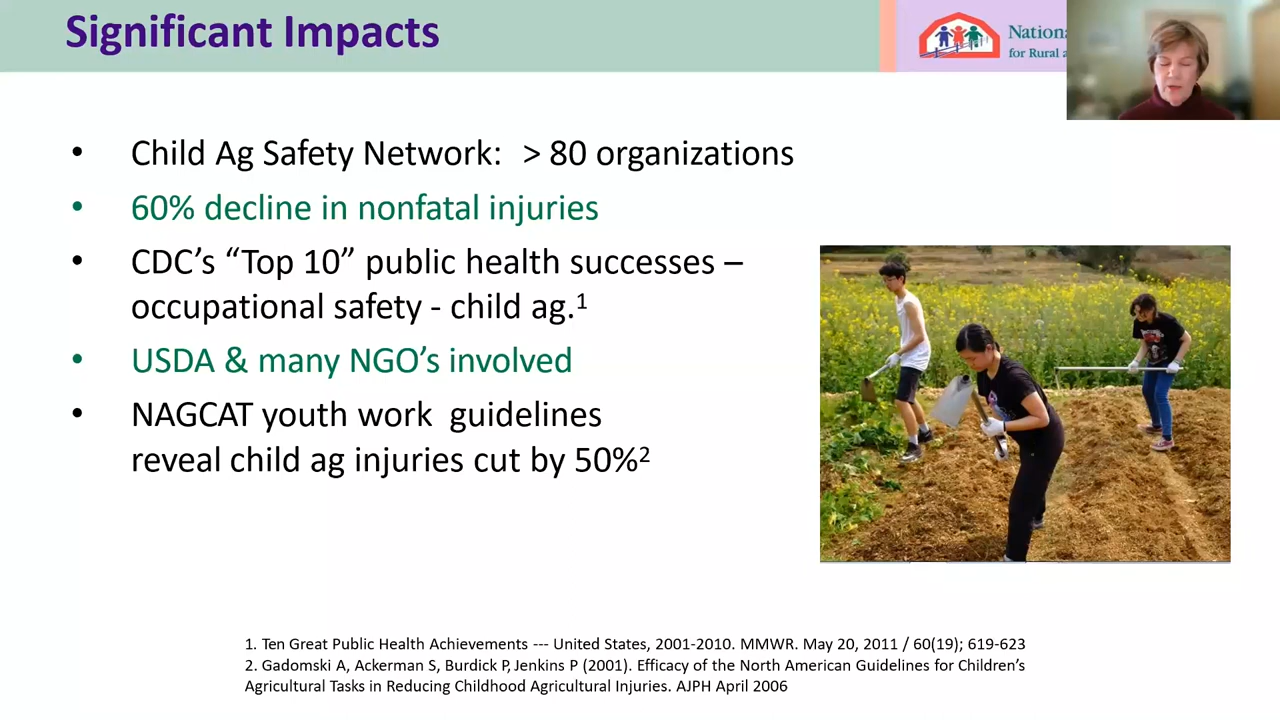 Significant Impacts
for Rural
• Child Ag Safety Network: > 80 organizations
• 60% decline in nonfatal injuries
• CDC’s “Top 10” public health successes –
occupational safety - child ag.1
• USDA & many NGO’s involved
• NAGCAT youth work guidelines
reveal child ag injuries cut by 50%2
1. Ten Great Public Health Achievements --- United States, 2001-2010. MMWR. May 20, 2011 / 60(19); 619-623
2. Gadomski A, Ackerman S, Burdick P, Jenkins P (2001). Efficacy of the North American Guidelines for Children’s
Agricultural Tasks in Reducing Childhood Agricultural Injuries. AJPH April 2006